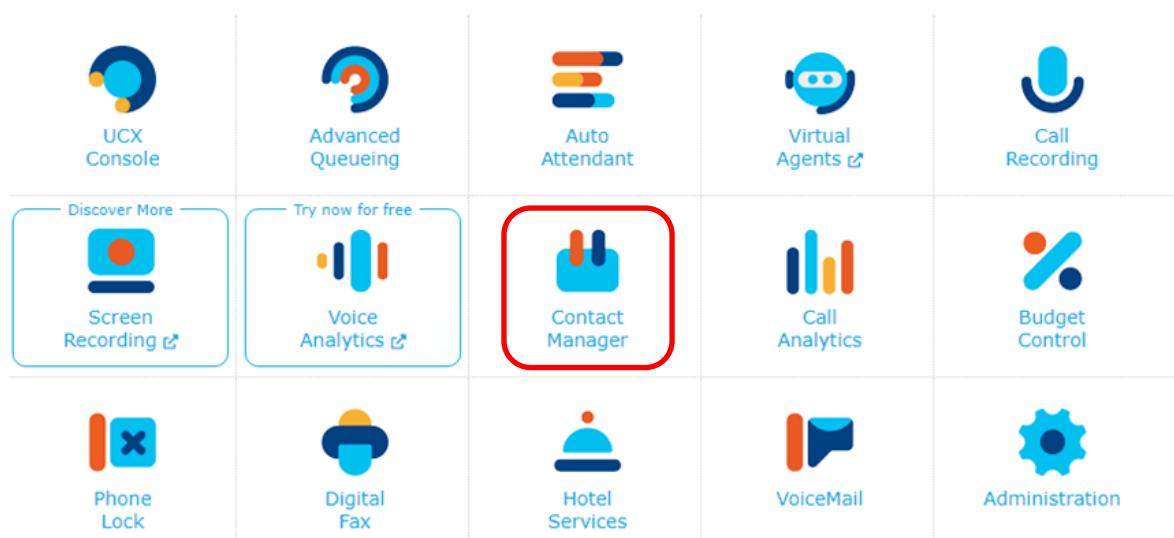 UCX
Console
Advanced
Queueing
Auto
Attendant
Virtual
Agents
Call
Recording
Discover More
Screen
Recording
Try now for free
Voice
Analytics
Contact
Manager
Call
Analytics
Budget
Control
Phone
Lock
Digital
Fax
Hotel
Services
VoiceMail
Administration